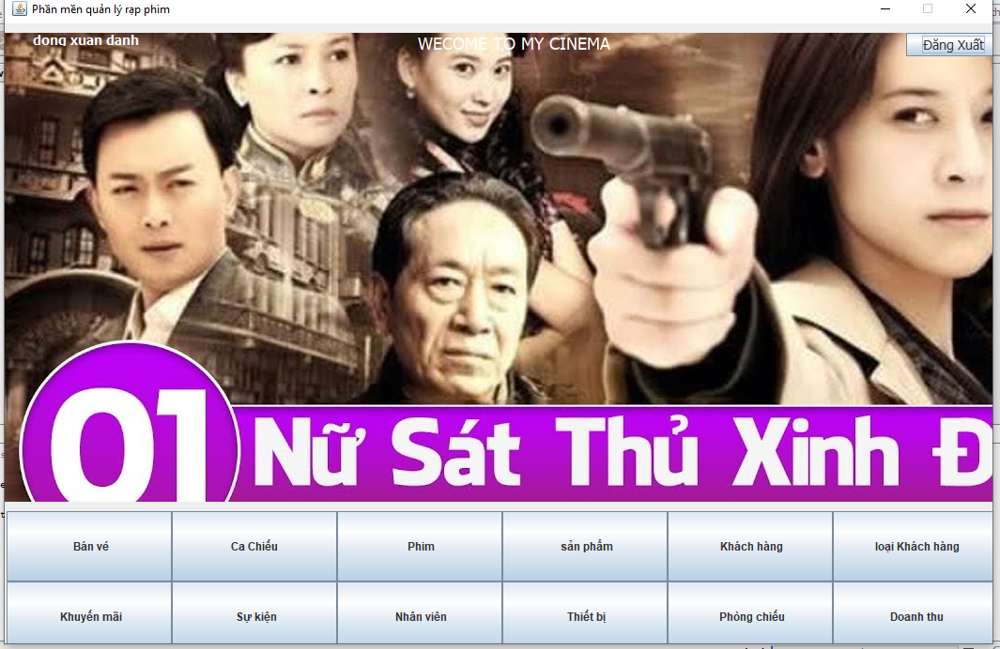 Phần mền quản lý rạp phim
dong xuan danh
WECOME TO MY CINEMA
Đăng Xuất
01
Nữ Sát Thủ Xinh Đ
Bán vé
Ca Chiếu
Phim
sản phẩm
Khách hàng
loại Khách hàng
Khuyến mãi
Sự kiện
Nhân viên
Thiết bị
Phòng chiếu
Doanh thu